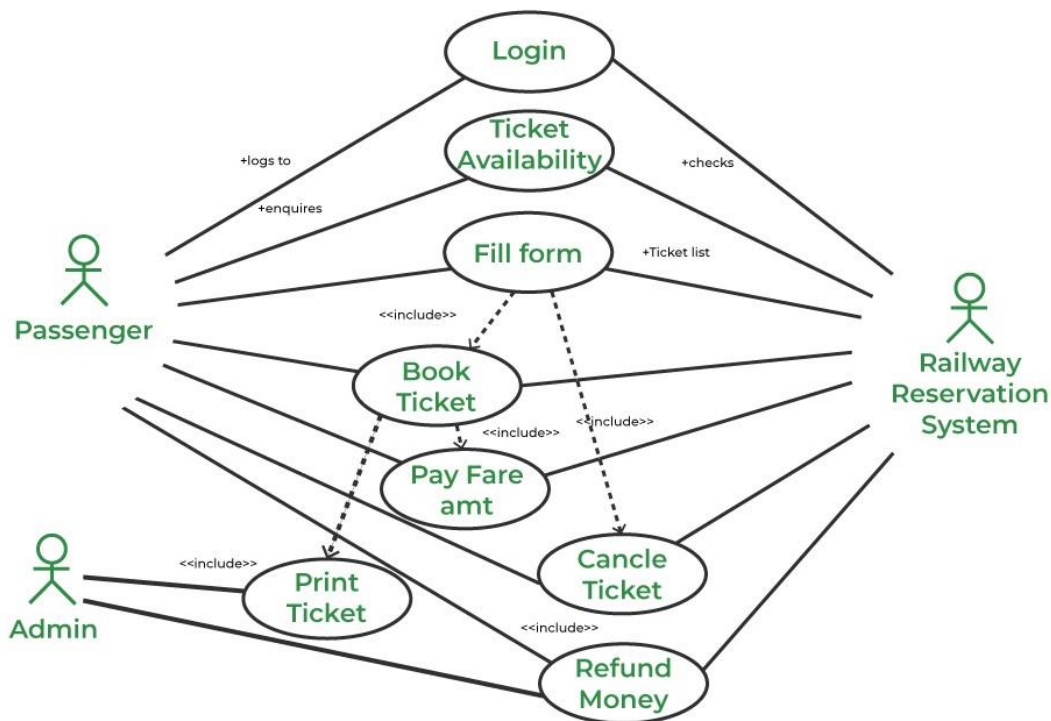 Login
Ticket
Availability
+logs to
+checks
+enquires
Fill form
+Ticket list
Passenger
<<include>>
Railway
Reservation
System
Book
Ticket
<<include>>
<<include>>
Pay Fare
amt
<<include>>
Cancle
Ticket
Print
Ticket
Admin
<<include>>
Refund
Money